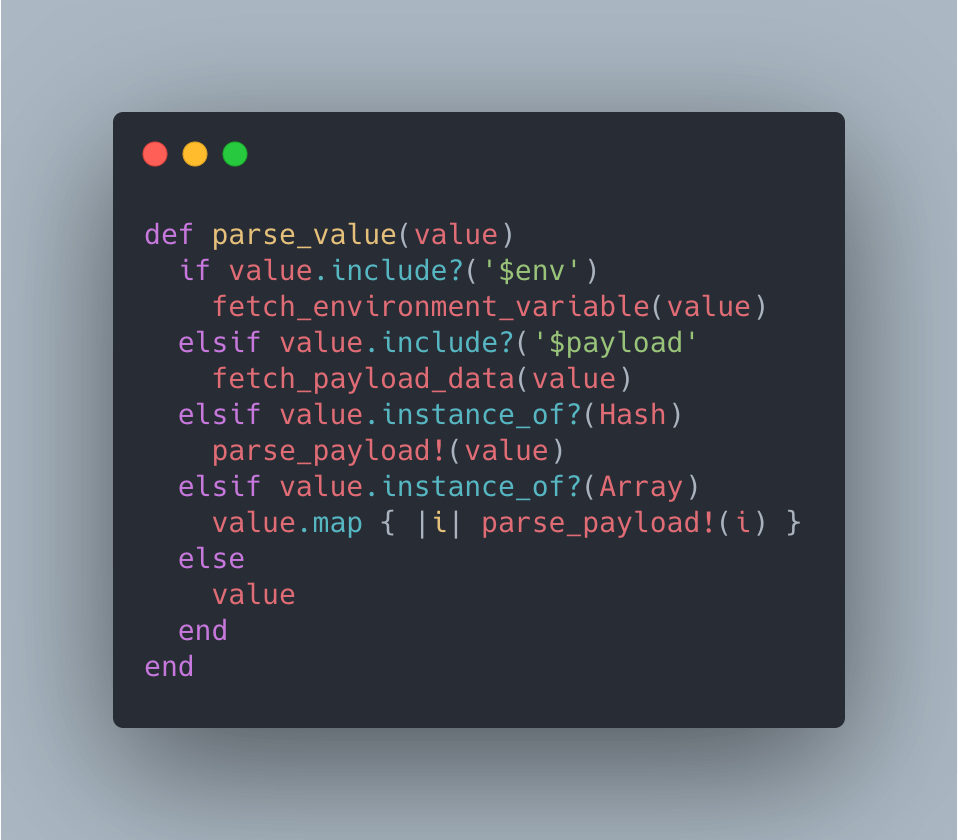 def parse_value(value)
  if value.include?('$env')
    fetch_environment_variable(value)
  elsif value.include?('$payload'
    fetch_payload_data(value)
  elsif value.instance_of?(Hash)
    parse_payload!(value)
  elsif value.instance_of?(Array)
    value.map { |i| parse_payload!(i) }
  else
    value
  end
end